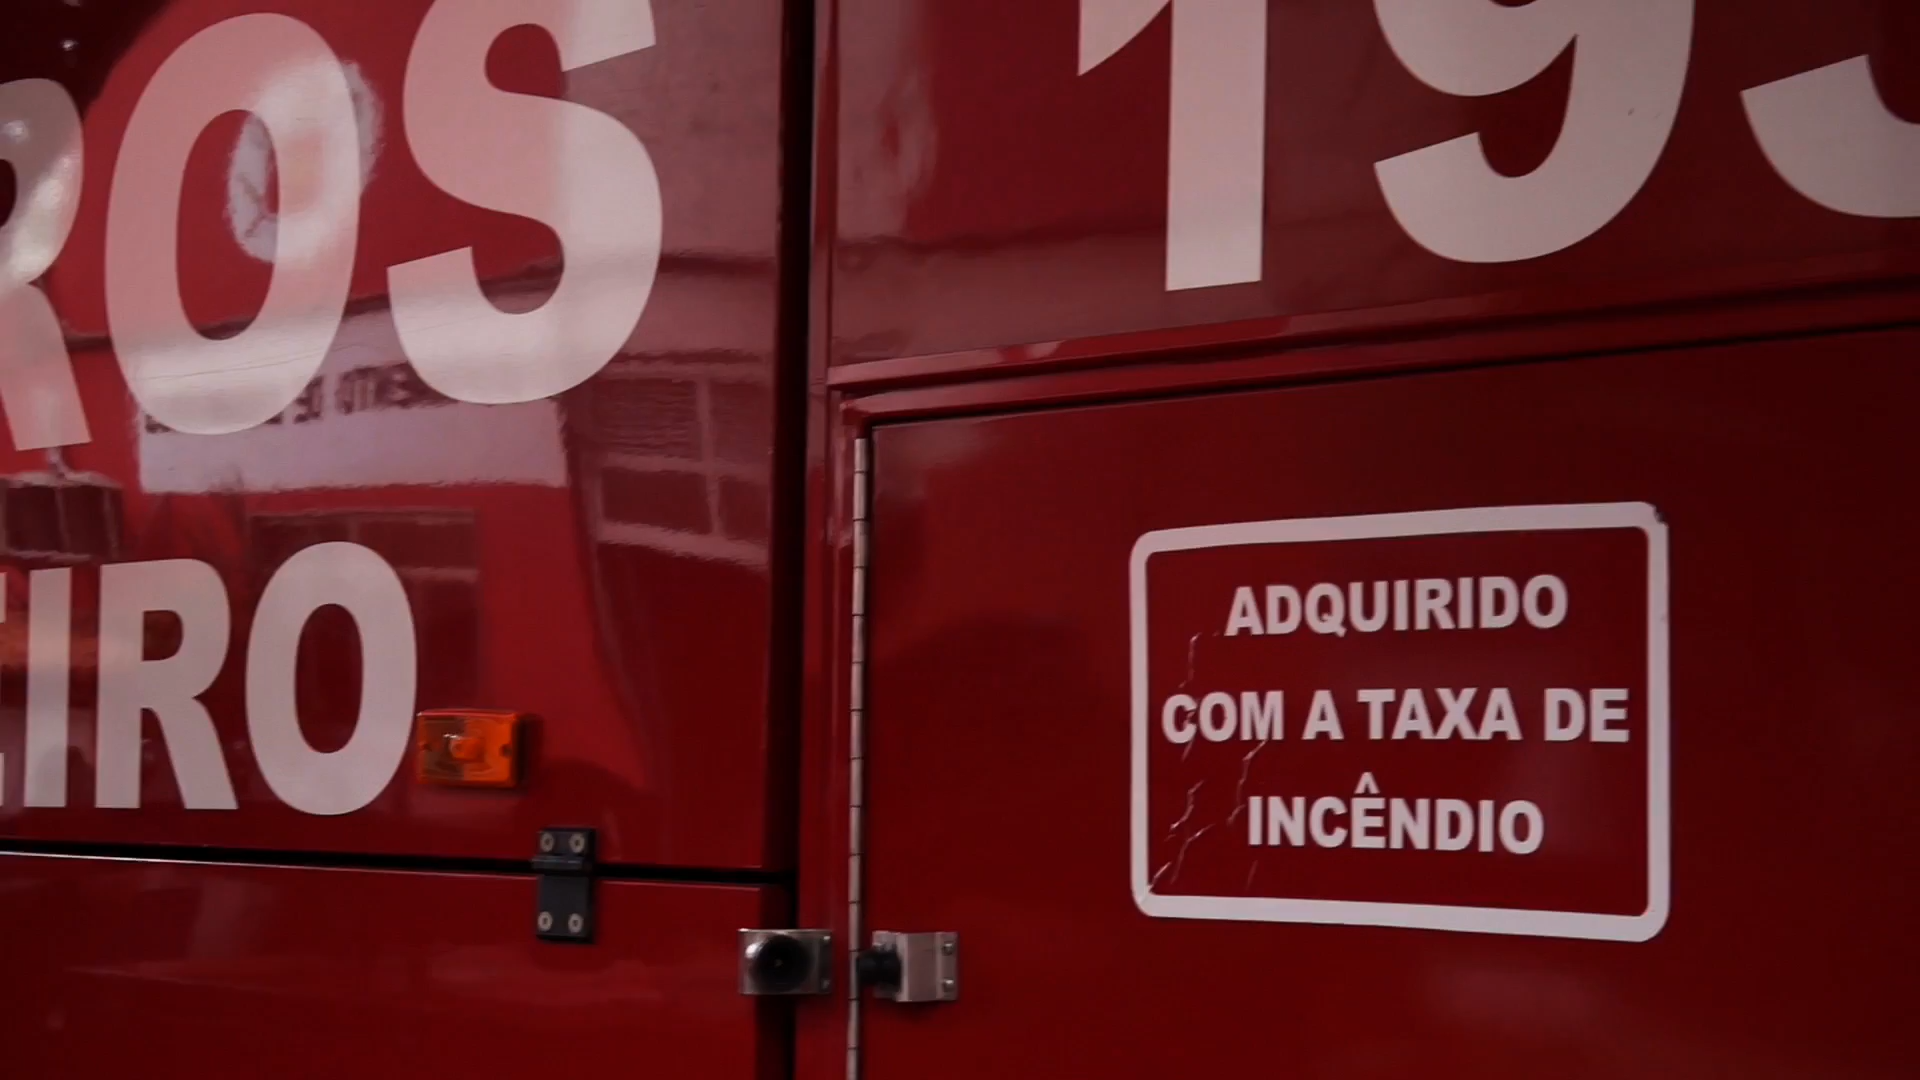 ROS
193
EIRO
ADQUIRIDO
COM A TAXA DE
INCÊNDIO